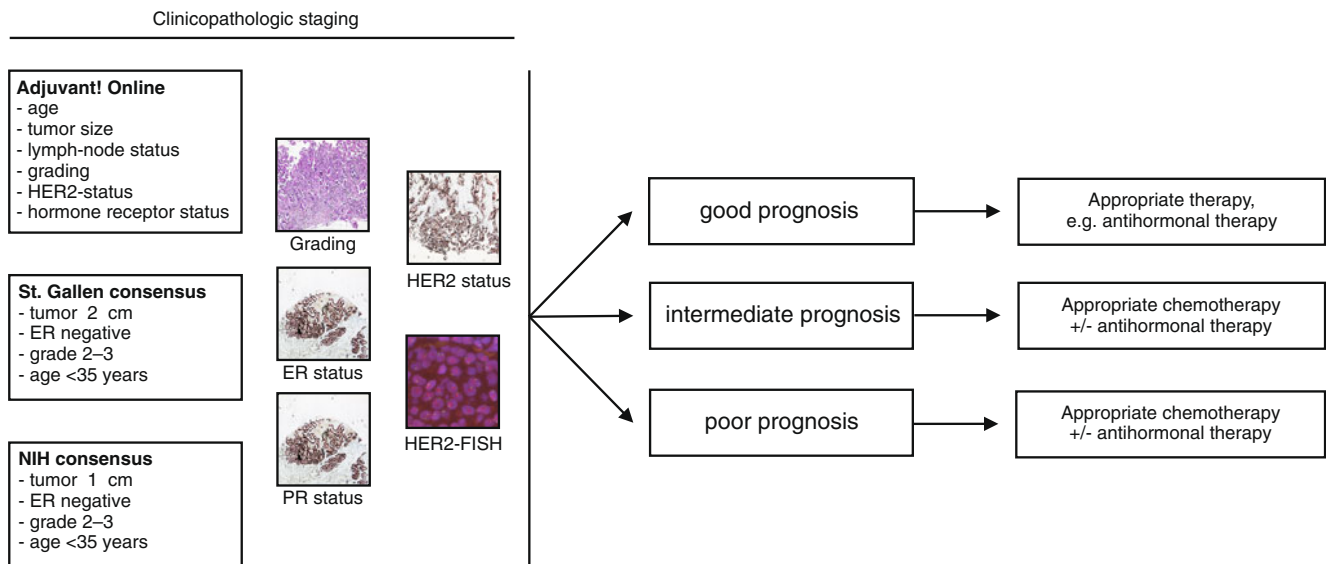 Clinicopathologic staging
Adjuvant! Online
- age
- tumor size
- lymph-node status
- grading
- HER2-status
- hormone receptor status
St. Gallen consensus
- tumor 2 cm
- ER negative
- grade 2–3
- age <35 years
NIH consensus
- tumor 1 cm
- ER negative
- grade 2–3
- age <35 years
Grading
ER status
PR status
HER2 status
HER2-FISH
good prognosis
Appropriate therapy,
e.g. antihormonal therapy
intermediate prognosis
Appropriate chemotherapy
+/- antihormonal therapy
poor prognosis
Appropriate chemotherapy
+/- antihormonal therapy